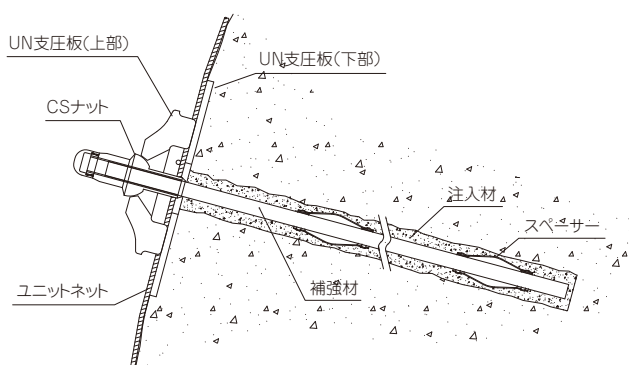 UN支圧板(上部)
UN支圧板(下部)
CSナット
注入材
スペーサー
ユニットネット
補強材